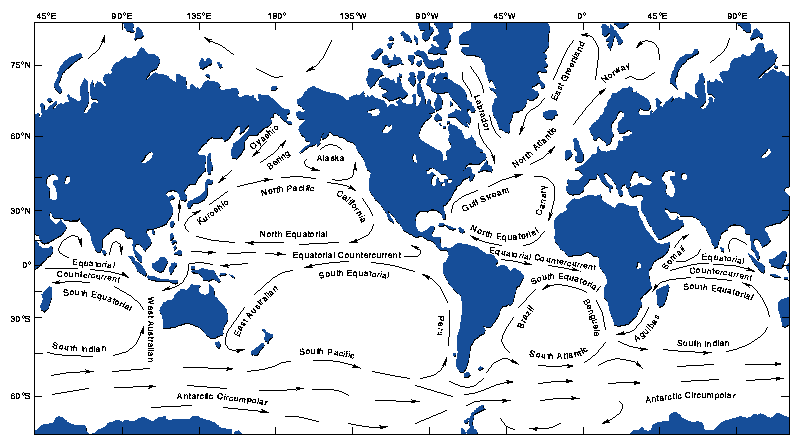 45°E 90°E 135°E 180° 135°W 90°W 45°W 0° 45°E 90°E
75°N
60°N
30°N
0°
30°S
60°S
East Greenland
Norway
Labrador
North Atlantic
Oyashio
Bering
Alaska
North Pacific
Kuroshio
California
Gulf Stream
Canary
North Equatorial
North Equatorial
Equatorial Countercurrent
Equatorial Countercurrent
Somali
Equatorial
Countercurrent
Equatorial
Countercurrent
South Equatorial
South Equatorial
South Equatorial
South Equatorial
West Australian
East Australian
Peru
Brazil
Benguela
Agulhas
South Indian
South Pacific
South Atlantic
South Indian
Antarctic Circumpolar
Antarctic Circumpolar